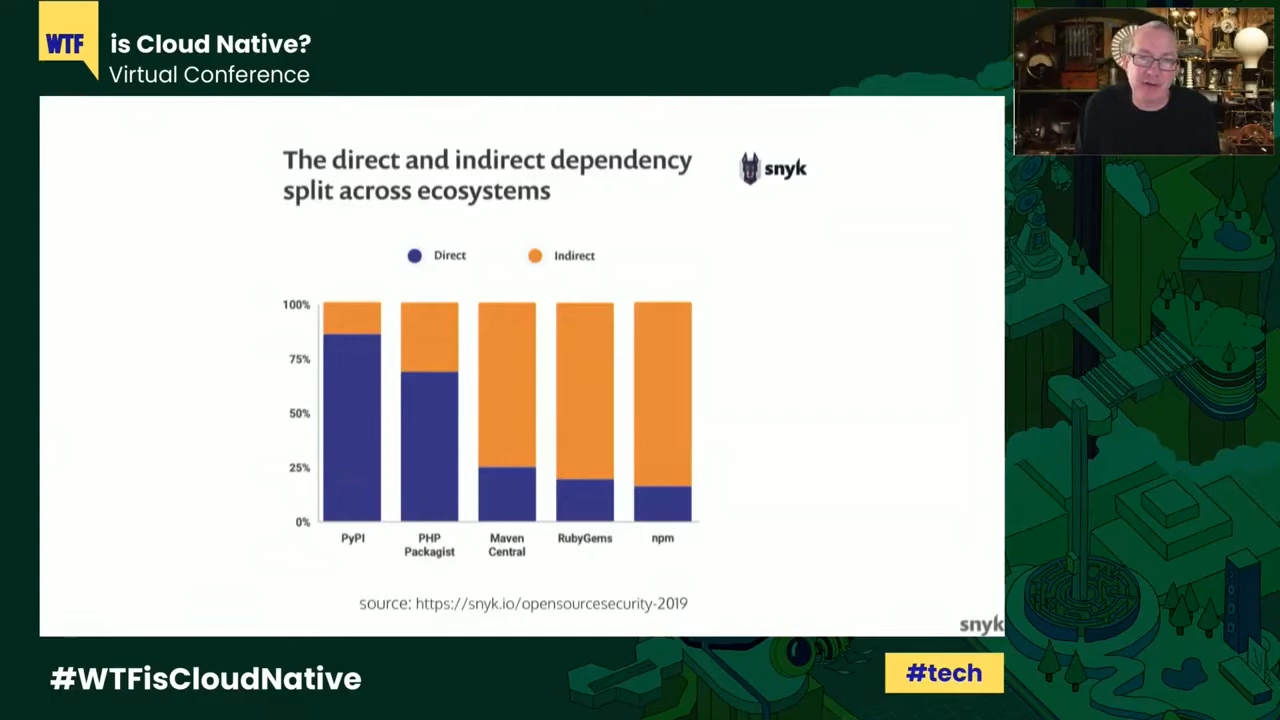 WTF is Cloud Native?
Virtual Conference
The direct and indirect dependency
split across ecosystems
snyk
Direct Indirect
100%
75%
50%
25%
0%
PyPI PHP Packagist Maven Central RubyGems npm
source: https://snyk.io/opensourcesecurity-2019
snyk
#WTFisCloudNative
#tech